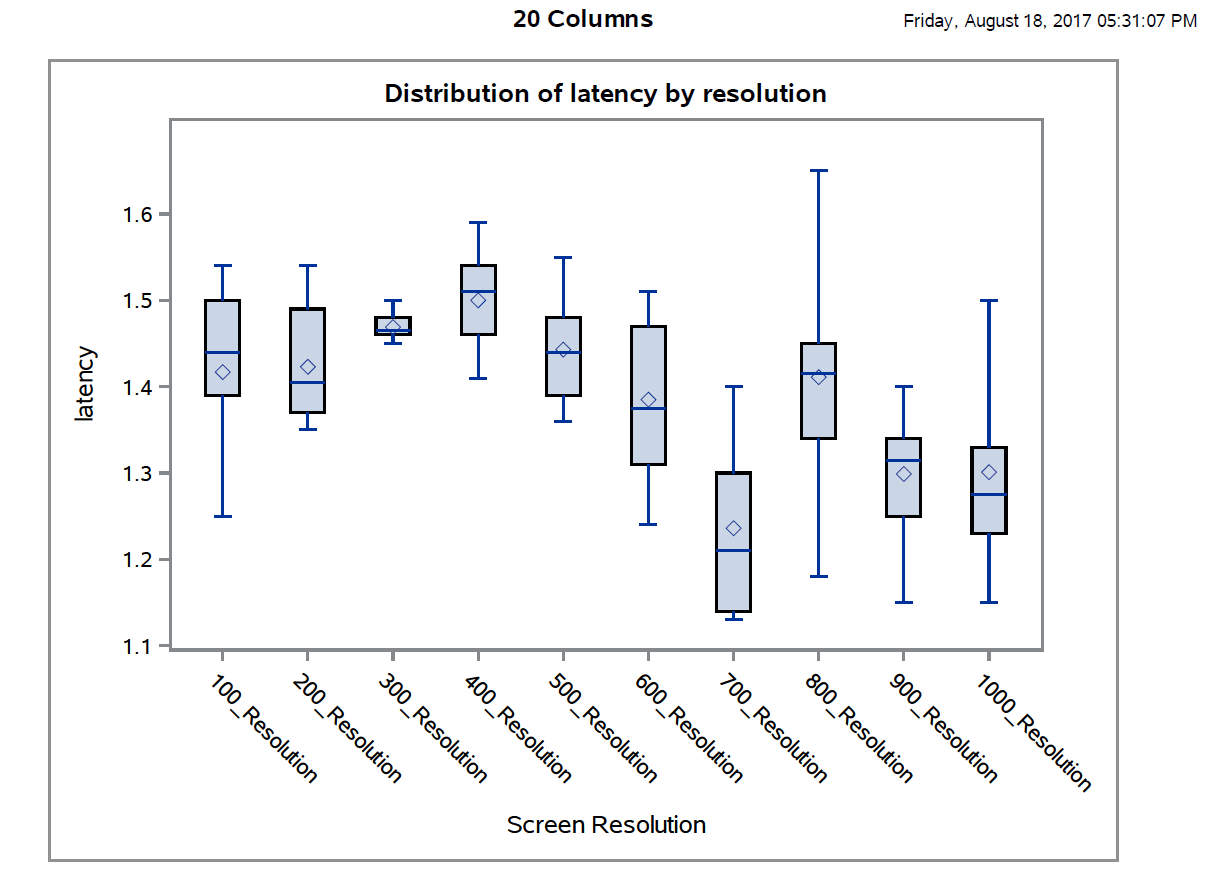 20 Columns
Friday, August 18, 2017 05:31:07 PM
Distribution of latency by resolution
latency
1.6
1.5
1.4
1.3
1.2
1.1
100_Resolution
200_Resolution
300_Resolution
400_Resolution
500_Resolution
600_Resolution
700_Resolution
800_Resolution
900_Resolution
1000_Resolution
Screen Resolution